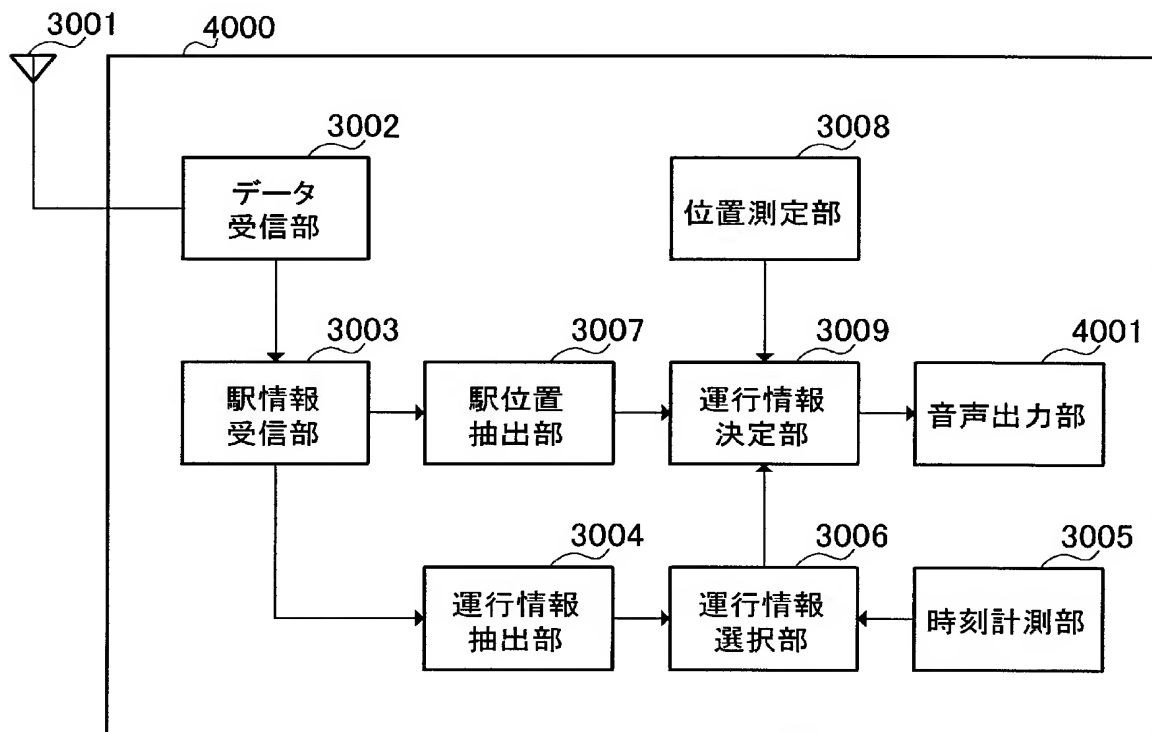 3001
4000
3002
データ
受信部
3008
位置測定部
3003
駅情報
受信部
3007
駅位置
抽出部
3009
運行情報
決定部
4001
音声出力部
3004
運行情報
抽出部
3006
運行情報
選択部
3005
時刻計測部